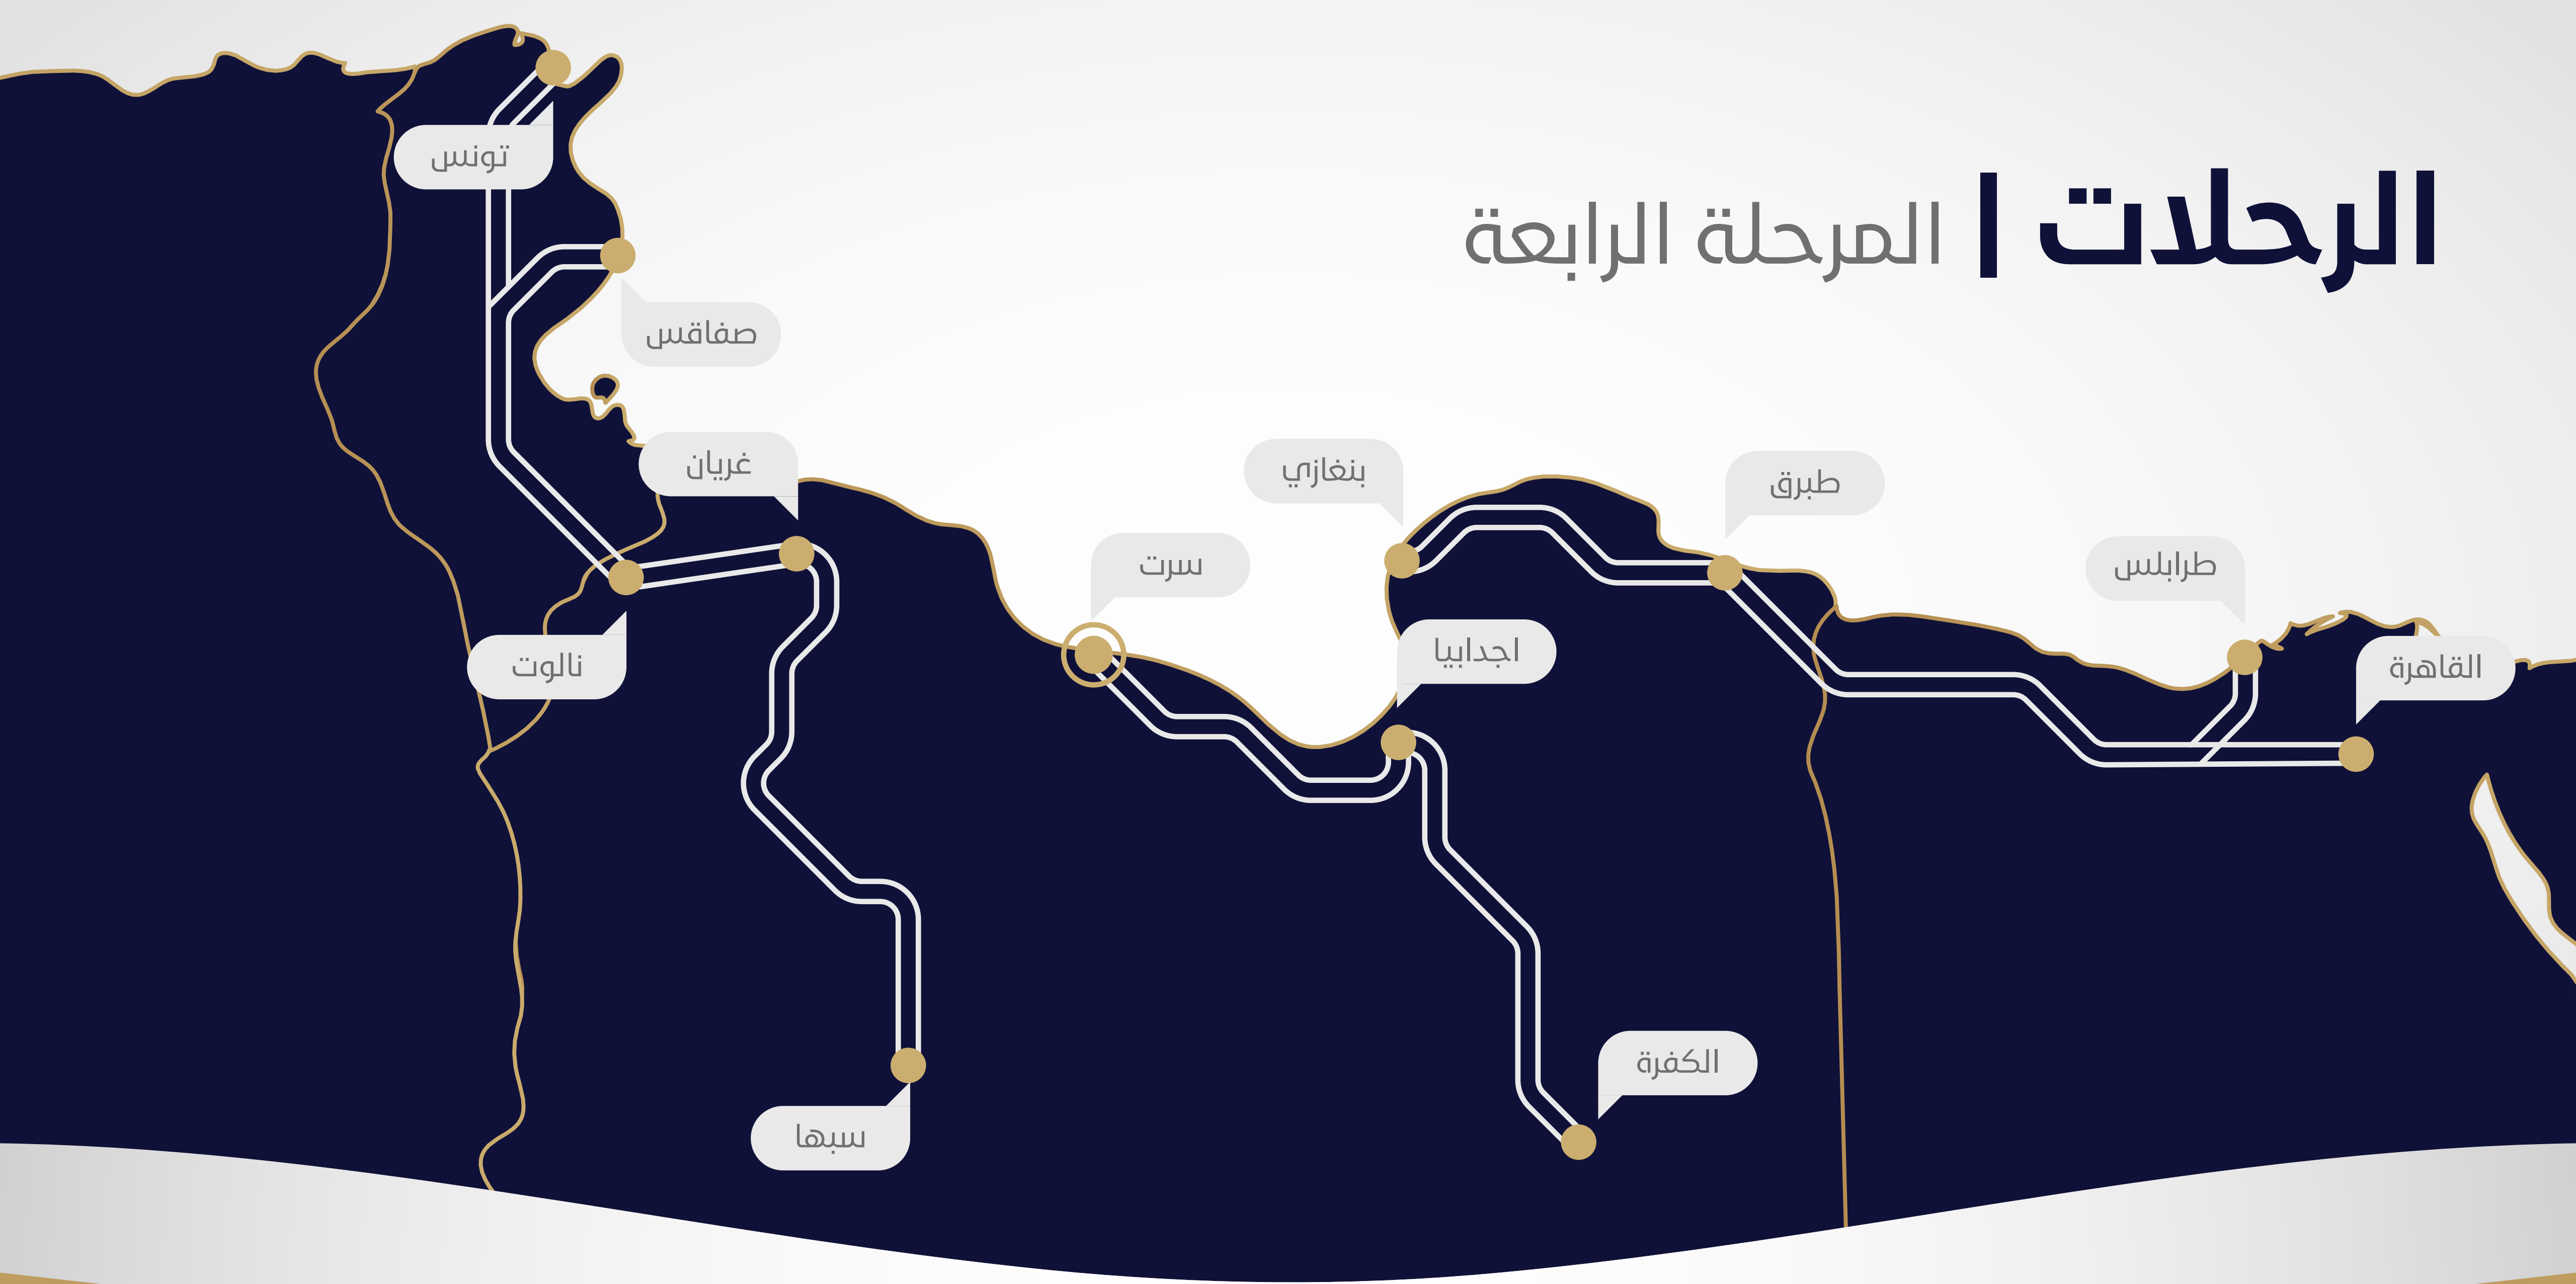 الرحلات | المرحلة الرابعة
تونس
صفاقس
غريان
نالوت
سرت
بنغازي
اجدابيا
طبرق
طرابلس
القاهرة
الكفرة
سبها